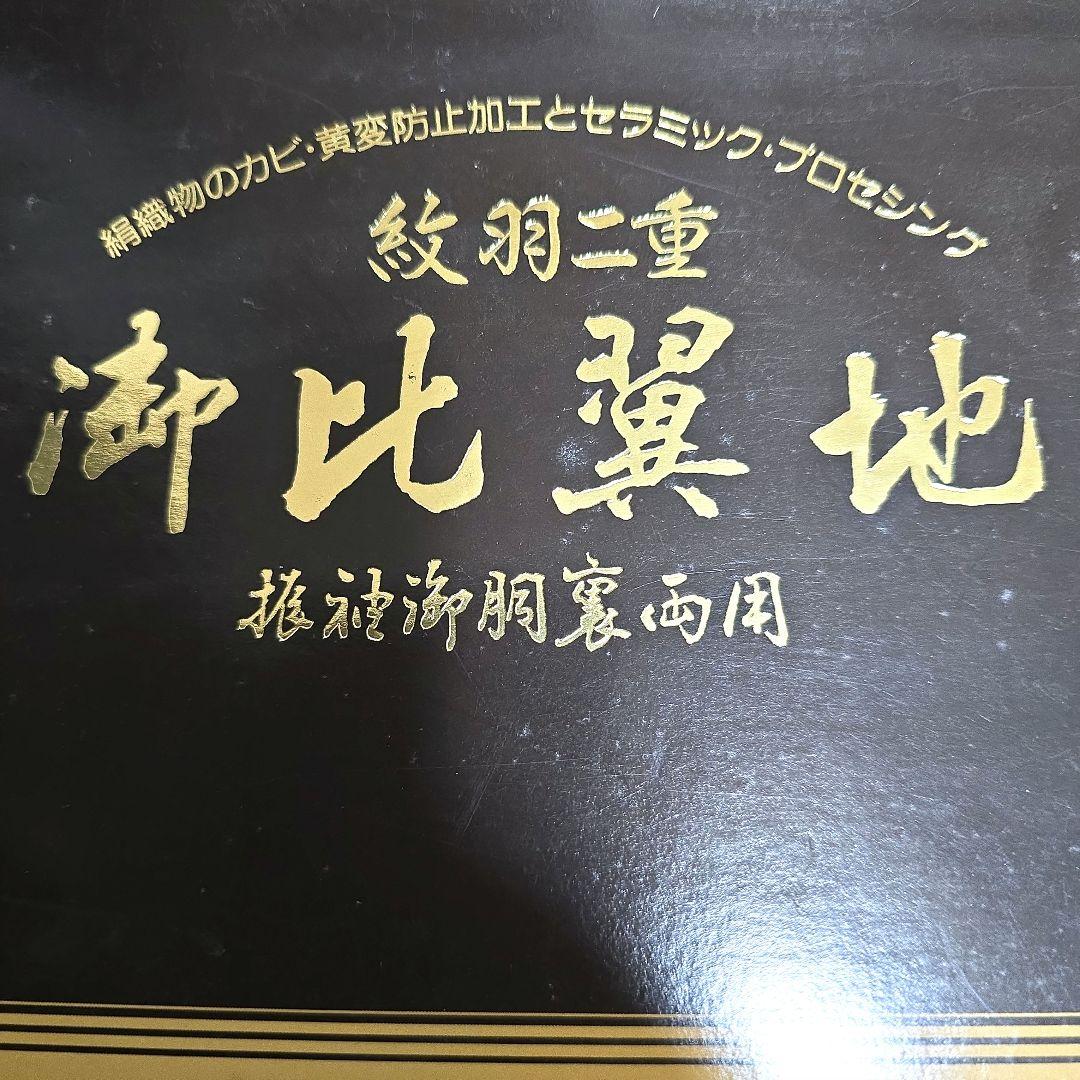 絹織物のカビ・黄変防止加工とセラミック・プロセシング
紋羽二重
御比翼地
振袖御胴裏両用